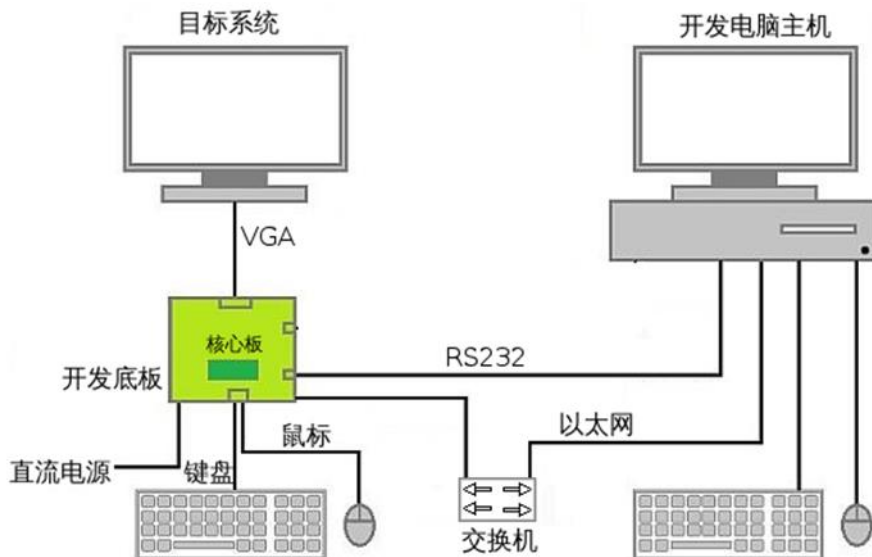 目标系统
开发电脑主机
VGA
核心板
RS232
开发底板
鼠标
以太网
直流电源
键盘
交换机